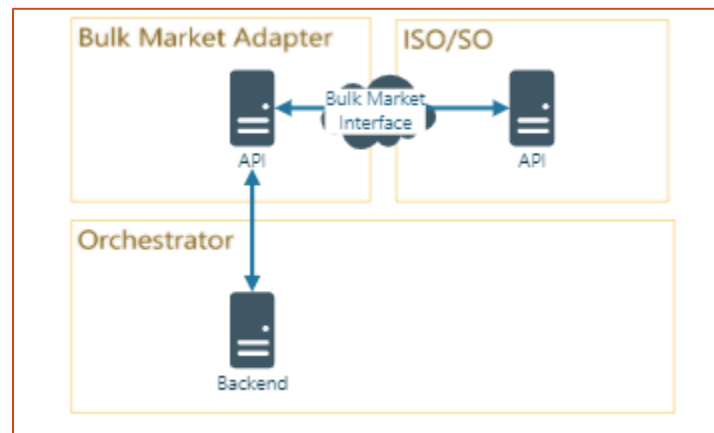 Bulk Market Adapter
ISO/SO
Bulk Market
Interface
API
API
Orchestrator
Backend